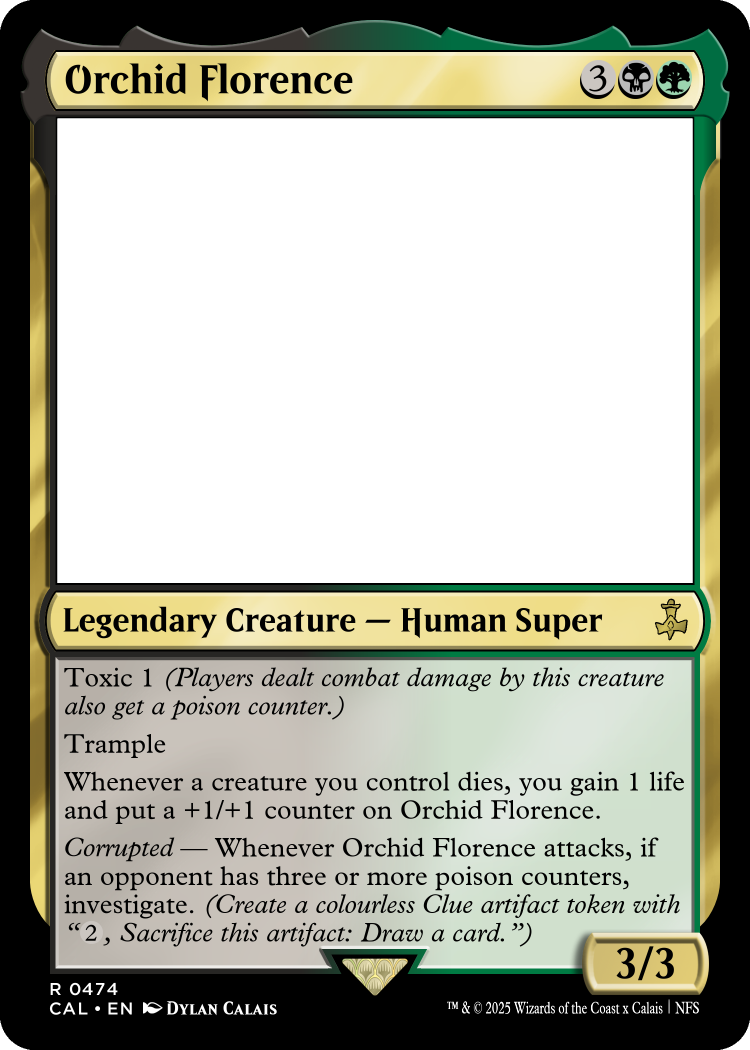 Orchid Florence 3
Legendary Creature — Human Super
Toxic 1 (Players dealt combat damage by this creature
also get a poison counter.)
Trample
Whenever a creature you control dies, you gain 1 life
and put a +1/+1 counter on Orchid Florence.
Corrupted — Whenever Orchid Florence attacks, if
an opponent has three or more poison counters,
investigate. (Create a colourless Clue artifact token with
“2, Sacrifice this artifact: Draw a card.”)
3/3
R 0474
CAL • EN DYLAN CALAIS
™ & © 2025 Wizards of the Coast x Calais | NFS